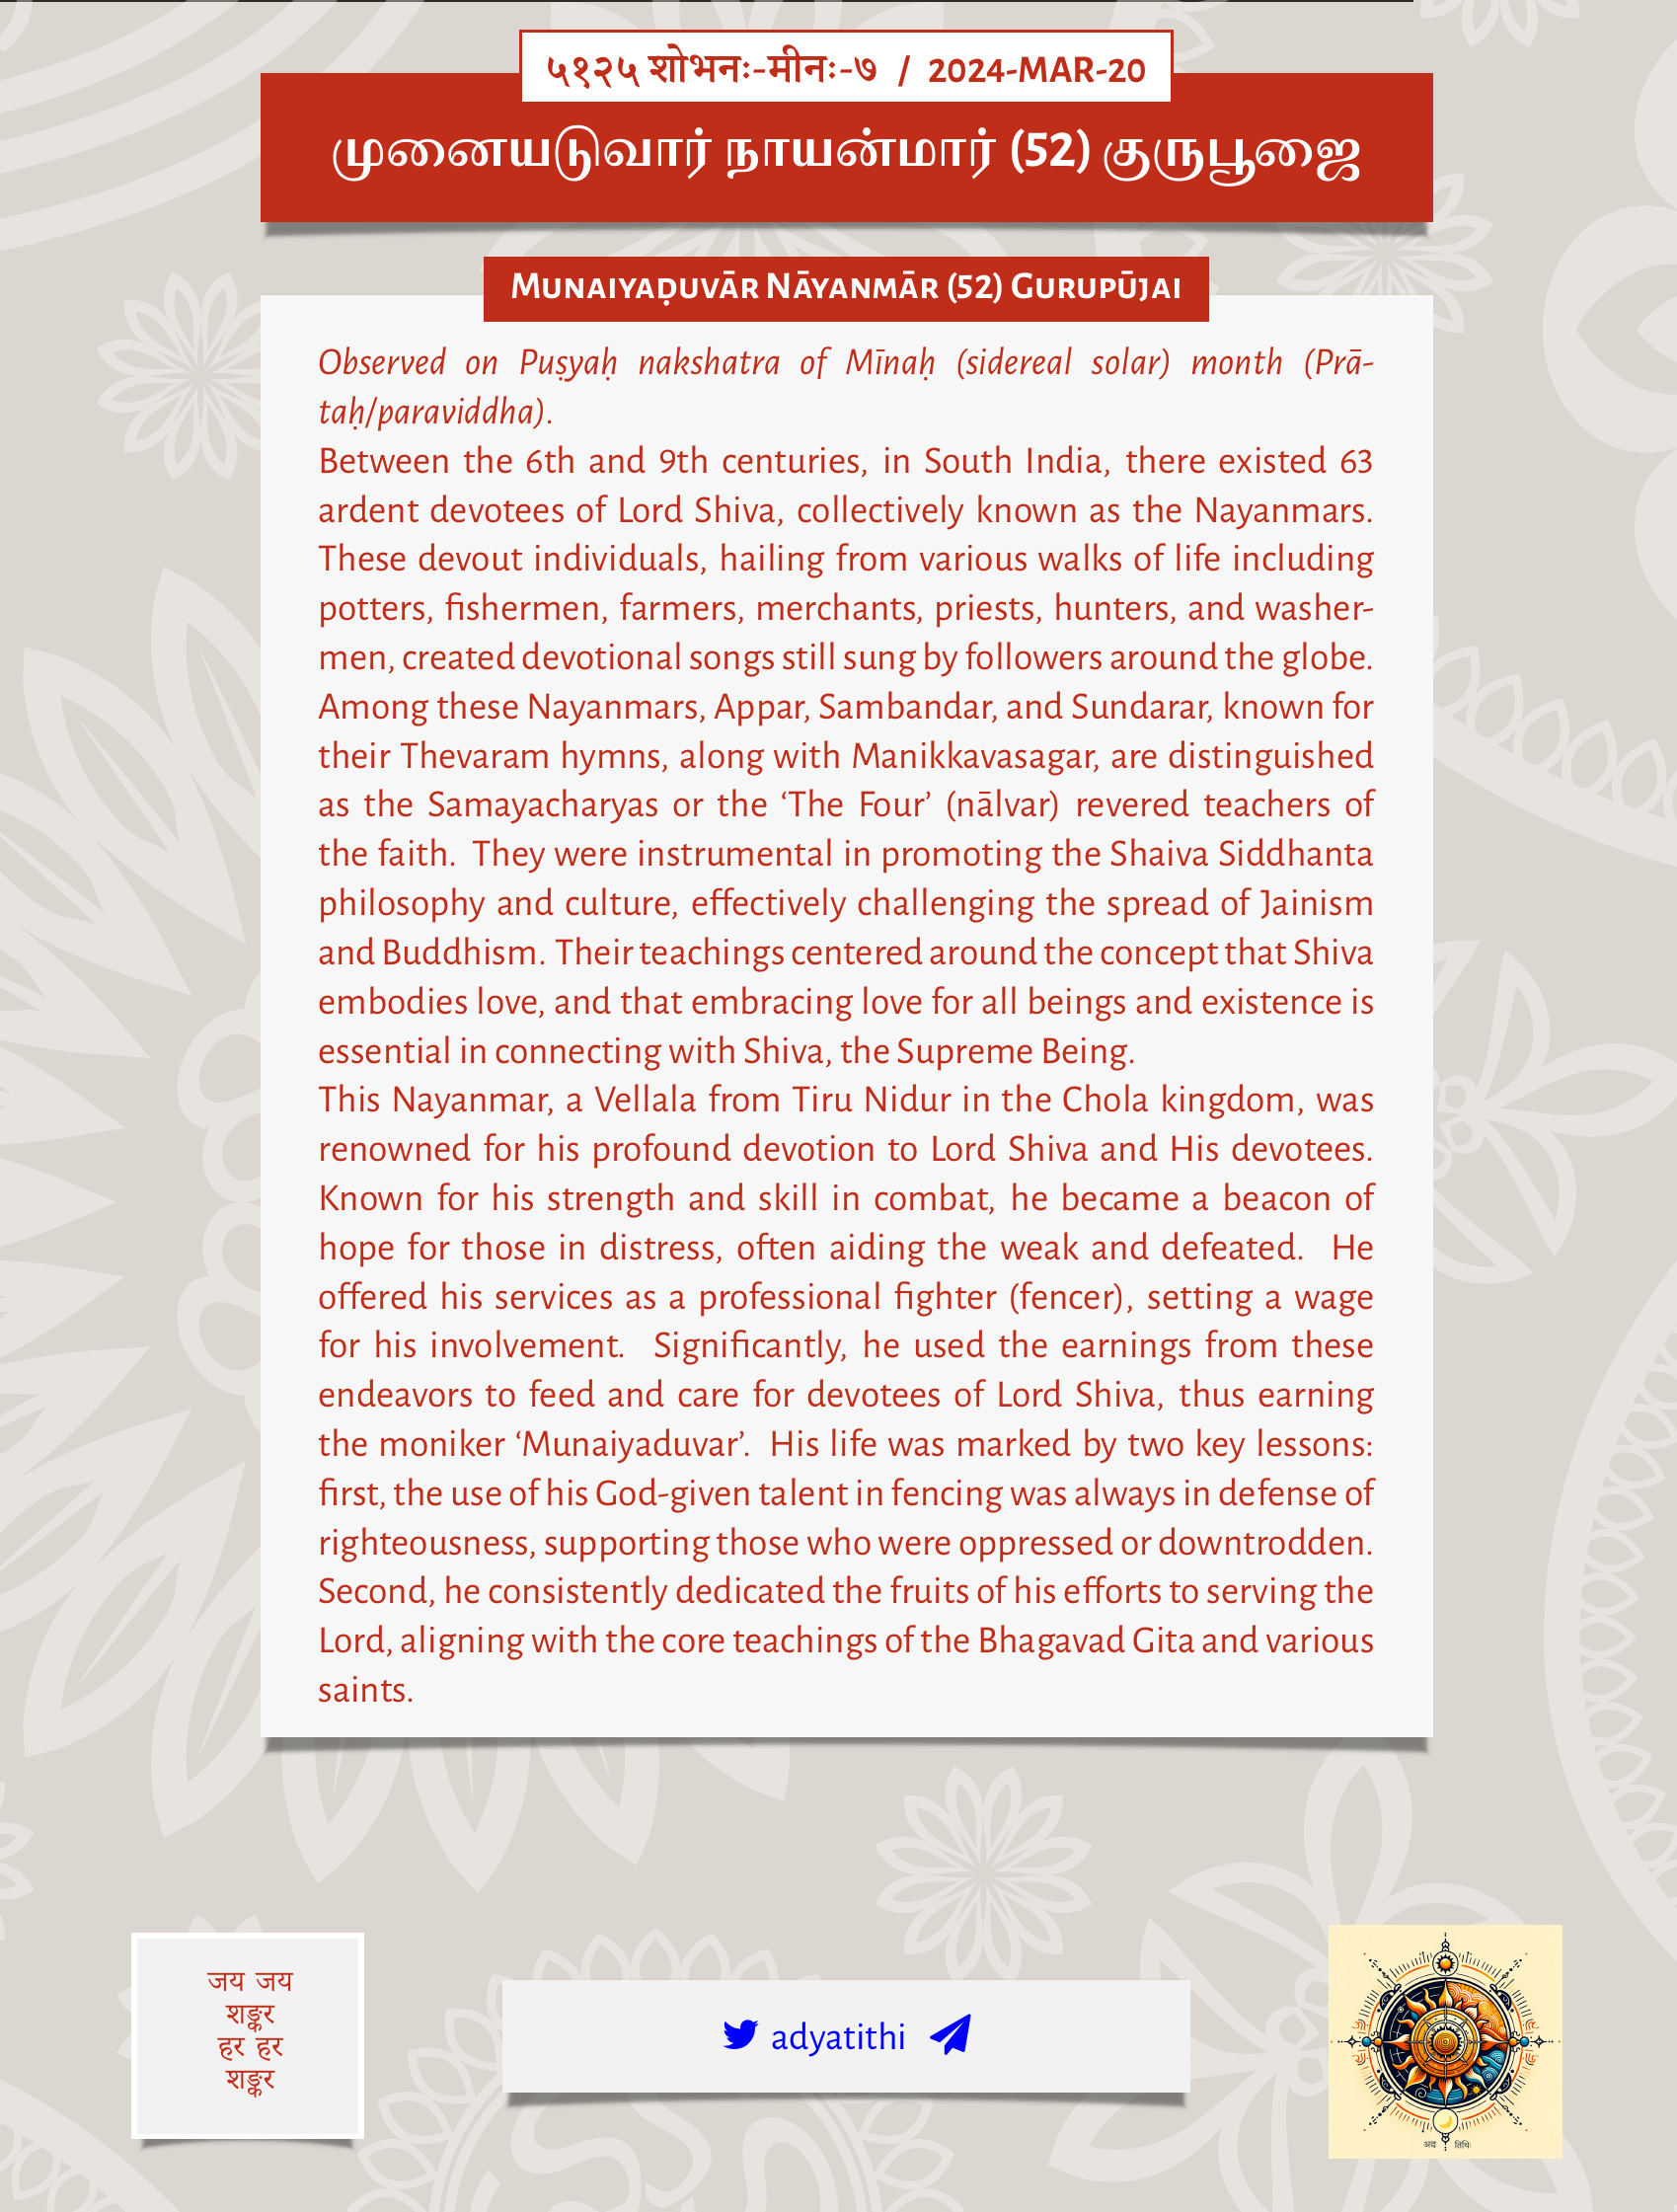 ५१२५ शोभनः-मीनः-७ / 2024-MAR-20
முனையடுவார் நாயன்மார் (52) குருபூஜை
Munaiyaḍuvār Nāyanmār (52) Gurupūjai
Observed on Puṣyaḥ nakshatra of Mīnaḥ (sidereal solar) month (Prā-
taḥ/paraviddha).
Between the 6th and 9th centuries, in South India, there existed 63
ardent devotees of Lord Shiva, collectively known as the Nayanmars.
These devout individuals, hailing from various walks of life including
potters, fishermen, farmers, merchants, priests, hunters, and washer-
men, created devotional songs still sung by followers around the globe.
Among these Nayanmars, Appar, Sambandar, and Sundarar, known for
their Thevaram hymns, along with Manikkavasagar, are distinguished
as the Samayacharyas or the ‘The Four’ (nālvar) revered teachers of
the faith. They were instrumental in promoting the Shaiva Siddhanta
philosophy and culture, effectively challenging the spread of Jainism
and Buddhism. Their teachings centered around the concept that Shiva
embodies love, and that embracing love for all beings and existence is
essential in connecting with Shiva, the Supreme Being.
This Nayanmar, a Vellala from Tiru Nidur in the Chola kingdom, was
renowned for his profound devotion to Lord Shiva and His devotees.
Known for his strength and skill in combat, he became a beacon of
hope for those in distress, often aiding the weak and defeated. He
offered his services as a professional fighter (fencer), setting a wage
for his involvement. Significantly, he used the earnings from these
endeavors to feed and care for devotees of Lord Shiva, thus earning
the moniker ‘Munaiyaduvar’. His life was marked by two key lessons:
first, the use of his God-given talent in fencing was always in defense of
righteousness, supporting those who were oppressed or downtrodden.
Second, he consistently dedicated the fruits of his efforts to serving the
Lord, aligning with the core teachings of the Bhagavad Gita and various
saints.
जय जय
शङ्कर
हर हर
शङ्कर
adyatithi
अद्य तिथिः